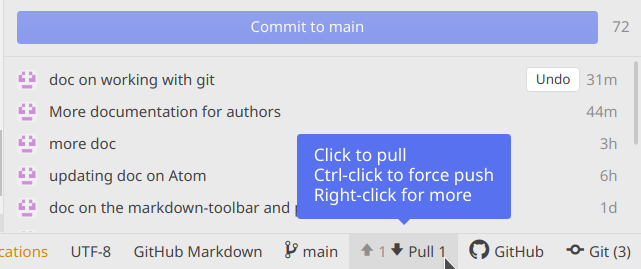 Commit to main 72
doc on working with git Undo 31m
More documentation for authors 44m
more doc 3h
updating doc on Atom 6h
doc on the markdown-toolbar and 1d
Click to pull
Ctrl-click to force push
Right-click for more
cations UTF-8 GitHub Markdown main 1 Pull 1 GitHub Git (3)